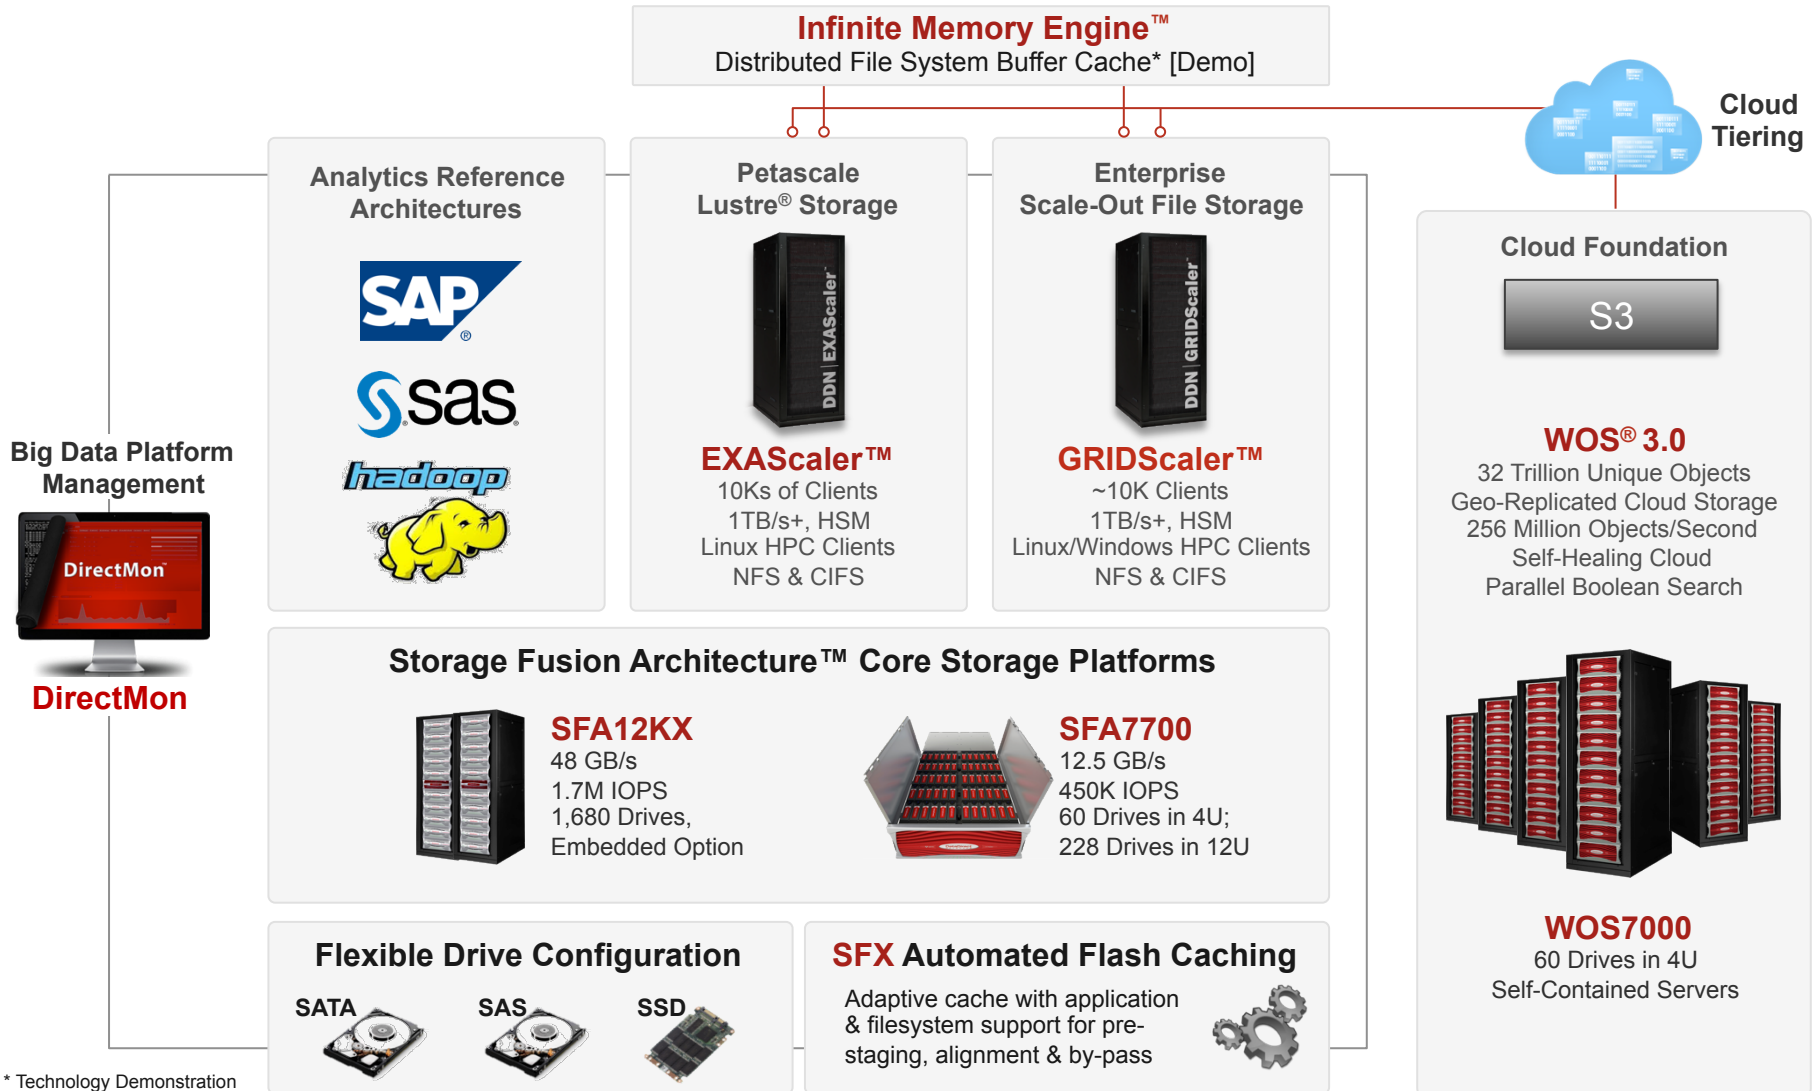 Infinite Memory Engine™
Distributed File System Buffer Cache* [Demo]
Cloud
Tiering
Analytics Reference
Architectures
SAP
®
sas
hadoop
Petascale
Lustre® Storage
DDN | EXAScaler™
EXAScaler™
10Ks of Clients
1TB/s+, HSM
Linux HPC Clients
NFS & CIFS
Enterprise
Scale-Out File Storage
DDN | GRIDScaler™
GRIDScaler™
~10K Clients
1TB/s+, HSM
Linux/Windows HPC Clients
NFS & CIFS
Cloud Foundation
S3
WOS® 3.0
32 Trillion Unique Objects
Geo-Replicated Cloud Storage
256 Million Objects/Second
Self-Healing Cloud
Parallel Boolean Search
WOS7000
60 Drives in 4U
Self-Contained Servers
Big Data Platform
Management
DirectMon™
DirectMon
Storage Fusion Architecture™ Core Storage Platforms
SFA12KX
48 GB/s
1.7M IOPS
1,680 Drives,
Embedded Option
SFA7700
12.5 GB/s
450K IOPS
60 Drives in 4U;
228 Drives in 12U
Flexible Drive Configuration
SATA
SAS
SSD
SFX Automated Flash Caching
Adaptive cache with application
& filesystem support for pre-
staging, alignment & by-pass
* Technology Demonstration